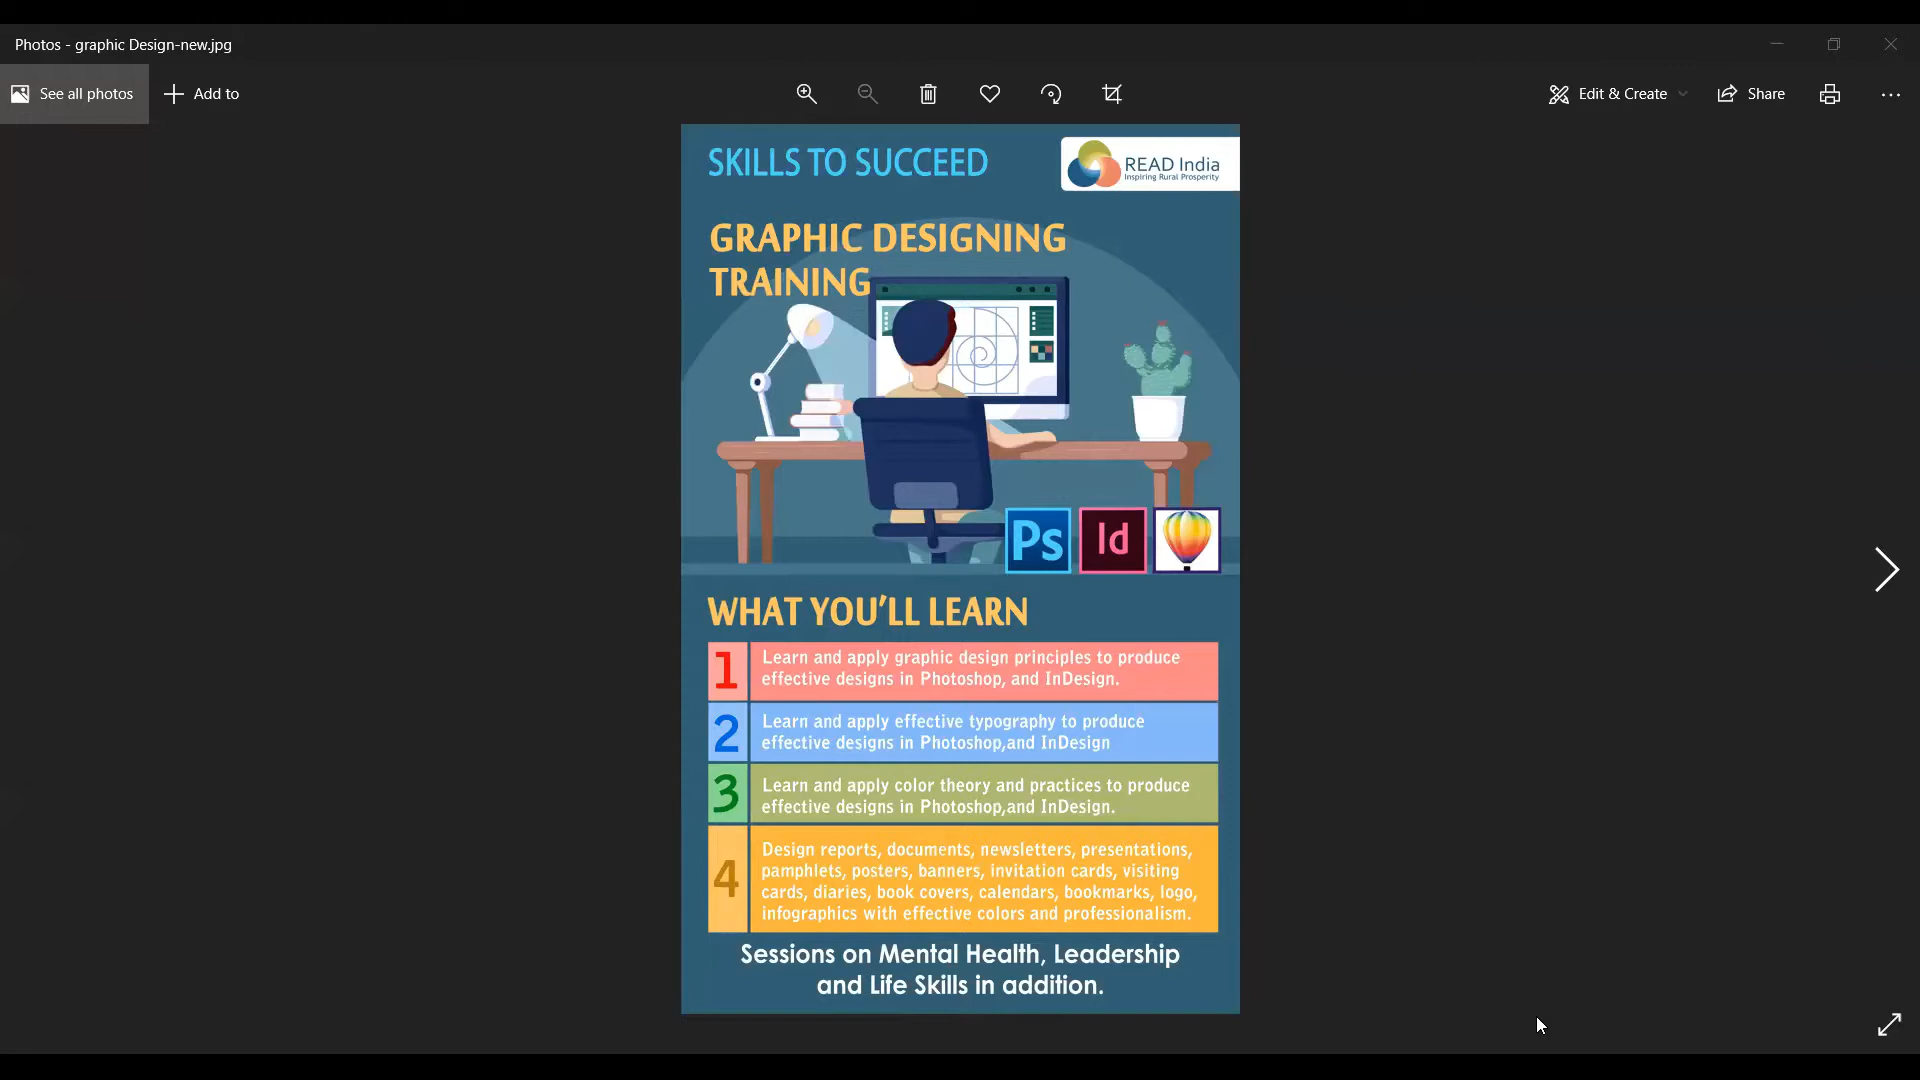 Photos - graphic Design-new.jpg
See all photos
Add to
Edit & Create
Share
SKILLS TO SUCCEED
READ India
Inspiring Rural Prosperity
GRAPHIC DESIGNING
TRAINING
Ps
Id
WHAT YOU'LL LEARN
1
Learn and apply graphic design principles to produce
effective designs in Photoshop, and InDesign.
2
Learn and apply effective typography to produce
effective designs in Photoshop,and InDesign
3
Learn and apply color theory and practices to produce
effective designs in Photoshop,and InDesign.
4
Design reports, documents, newsletters, presentations,
pamphlets, posters, banners, invitation cards, visiting
cards, diaries, book covers, calendars, bookmarks, logo,
infographics with effective colors and professionalism.
Sessions on Mental Health, Leadership
and Life Skills in addition.